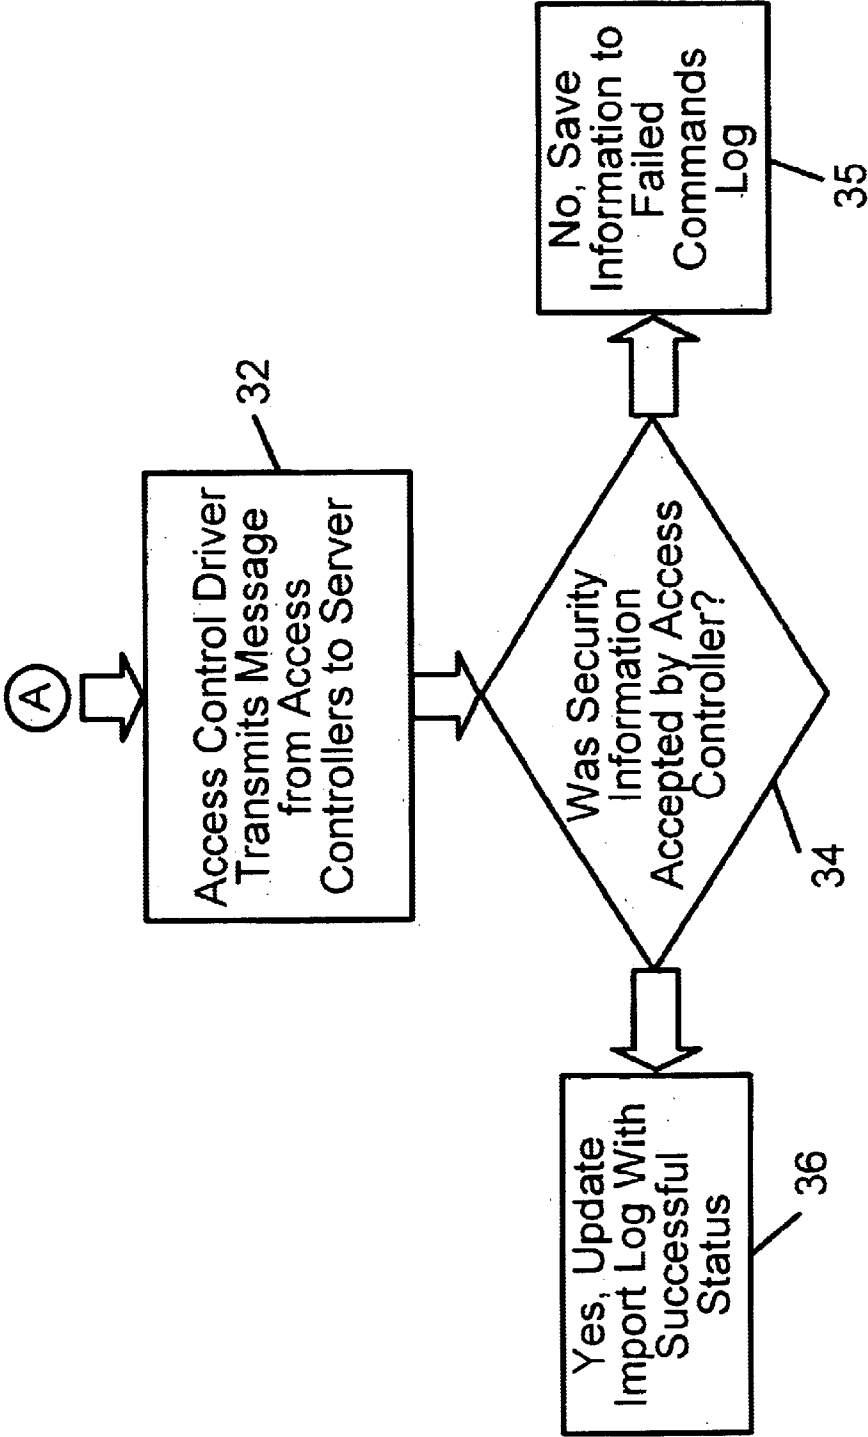 A
Access Control Driver
Transmits Message
from Access
Controllers to Server
32
Was Security
Information
Accepted by Access
Controller?
34
Yes, Update
Import Log With
Successful
Status
36
No, Save
Information to
Failed
Commands
Log
35